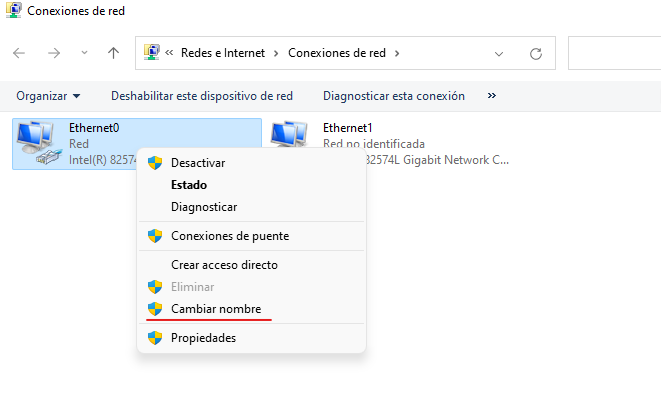 Conexiones de red
« Redes e Internet > Conexiones de red >
Organizar Deshabilitar este dispositivo de red Diagnosticar esta conexión »
Ethernet0
Red
Intel(R) 82574
Ethernet1
Red no identificada
82574L Gigabit Network C...
Desactivar
Estado
Diagnosticar
Conexiones de puente
Crear acceso directo
Eliminar
Cambiar nombre
Propiedades